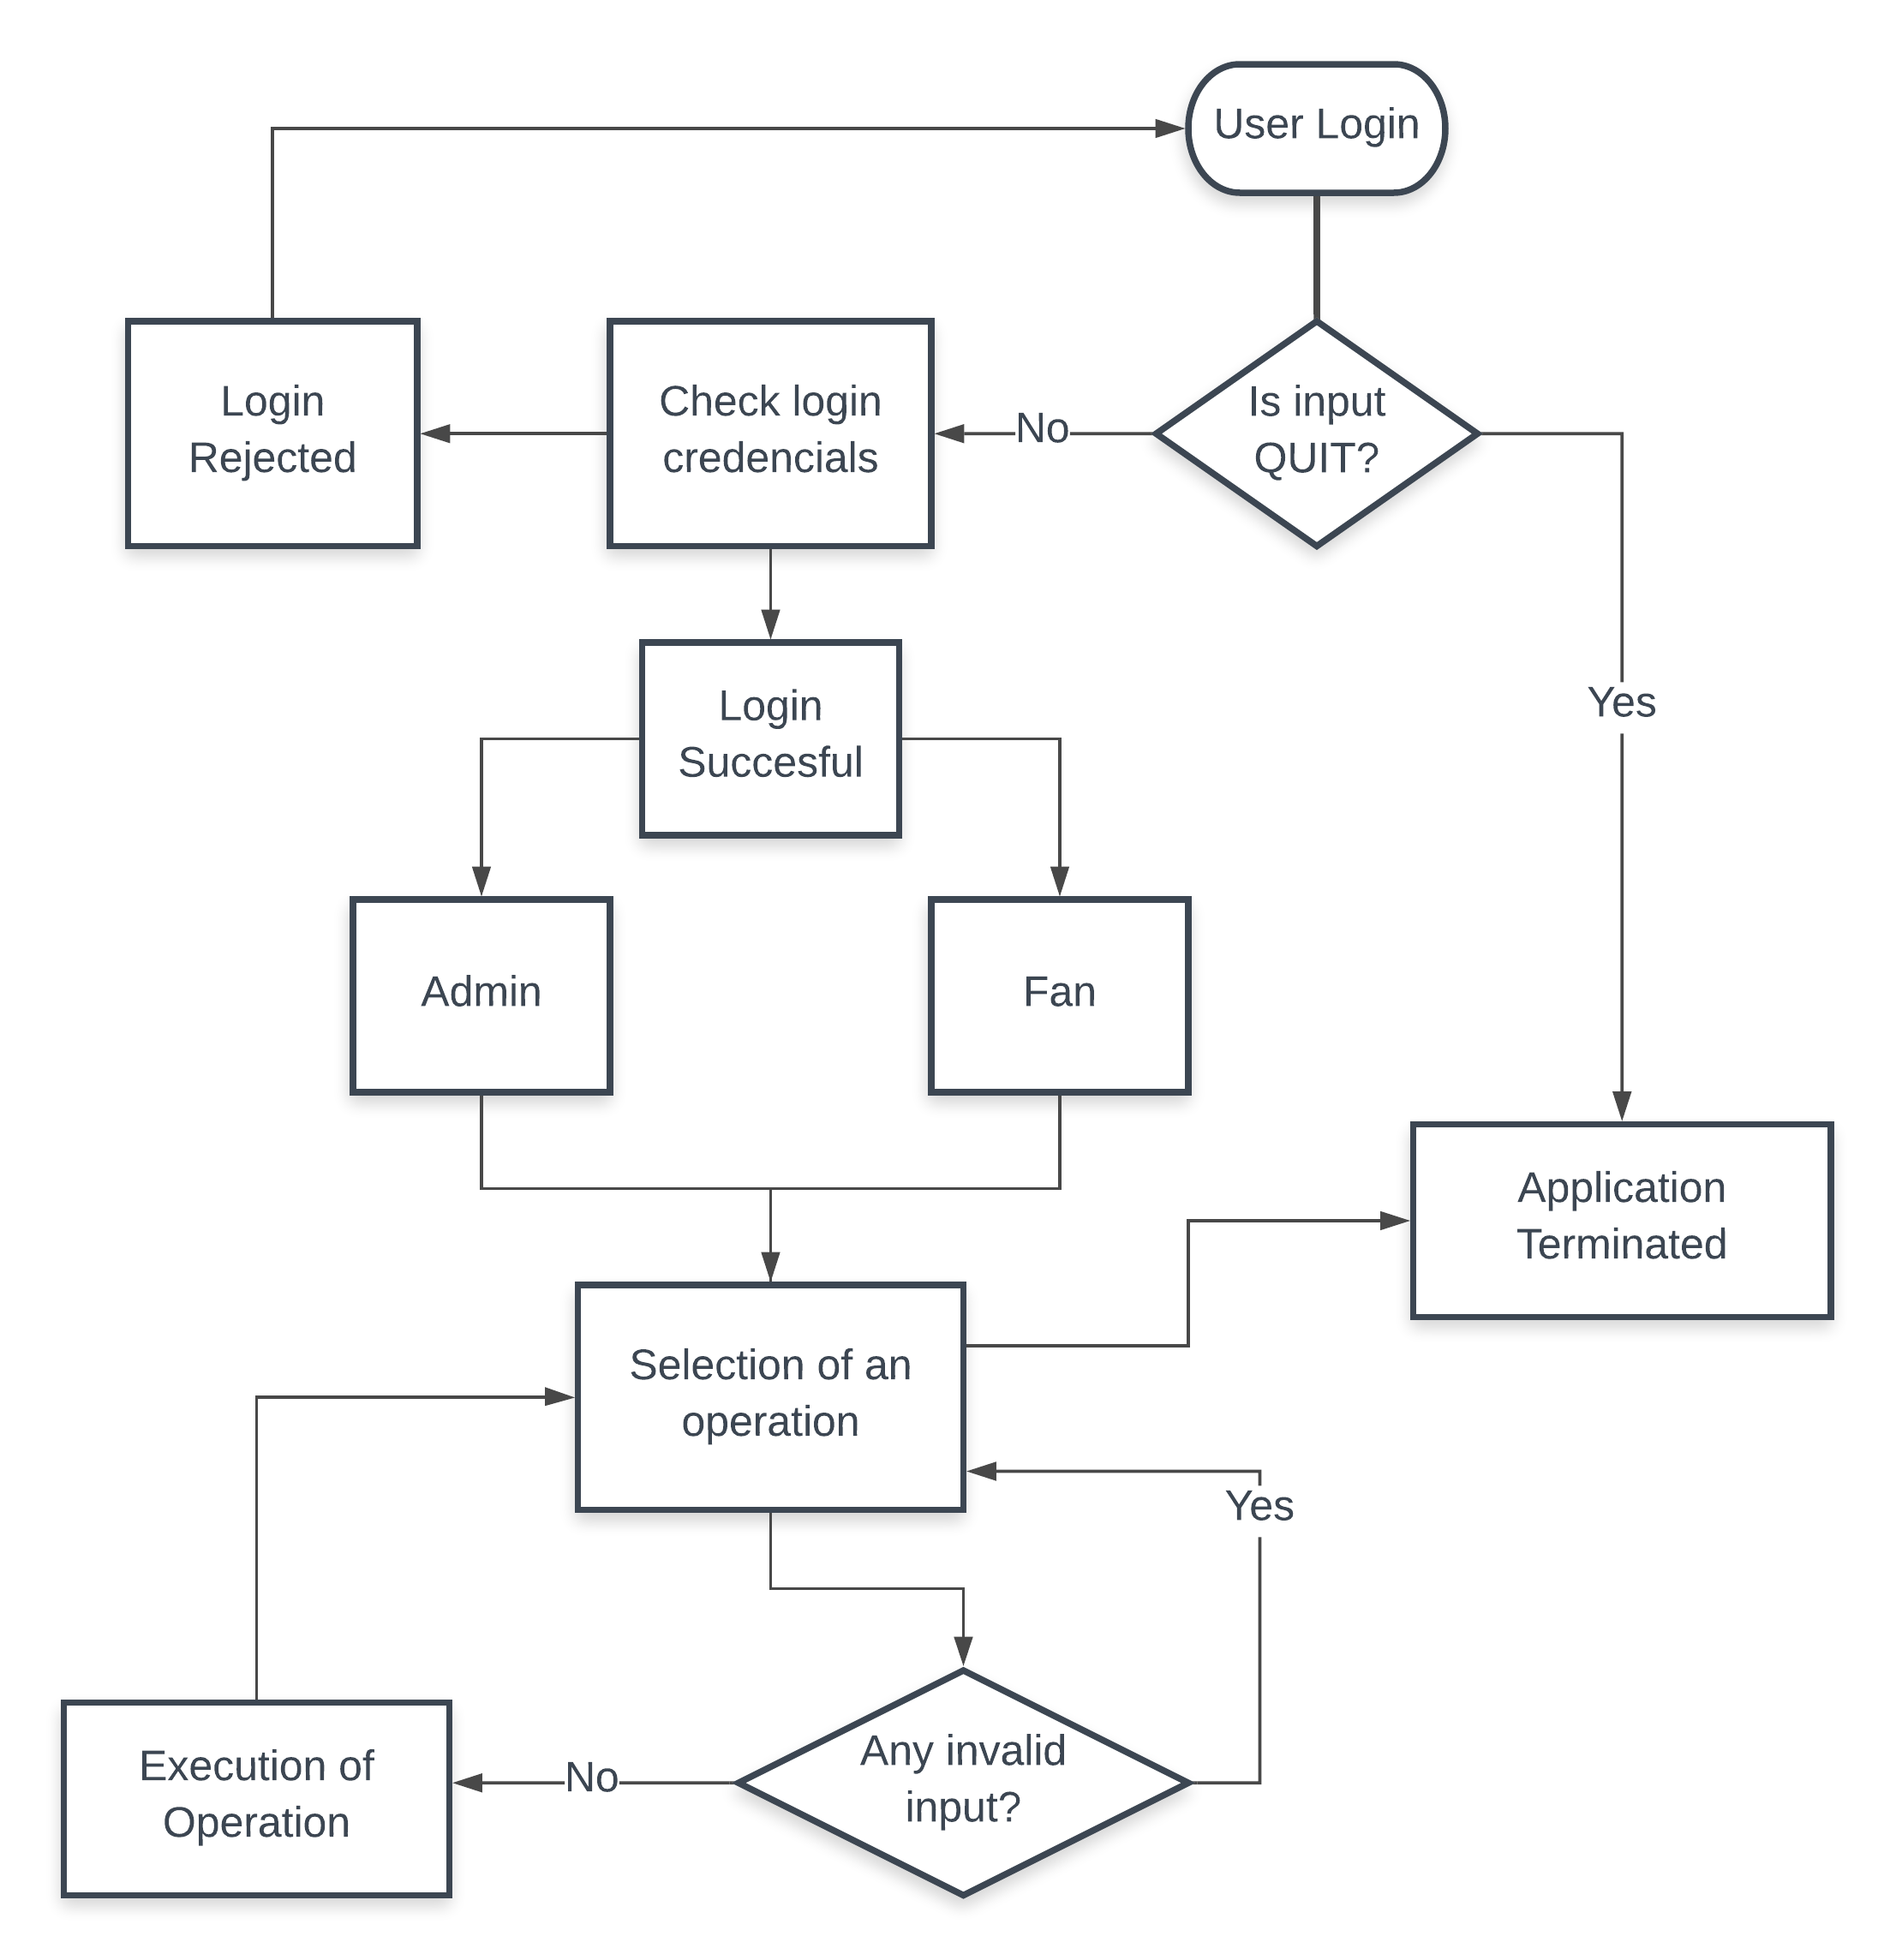 User Login
Login
Rejected
Check login
credencials
No
Is input
QUIT?
Login
Succesful
Yes
Admin
Fan
Application
Terminated
Selection of an
operation
Yes
Execution of
Operation
No
Any invalid
input?